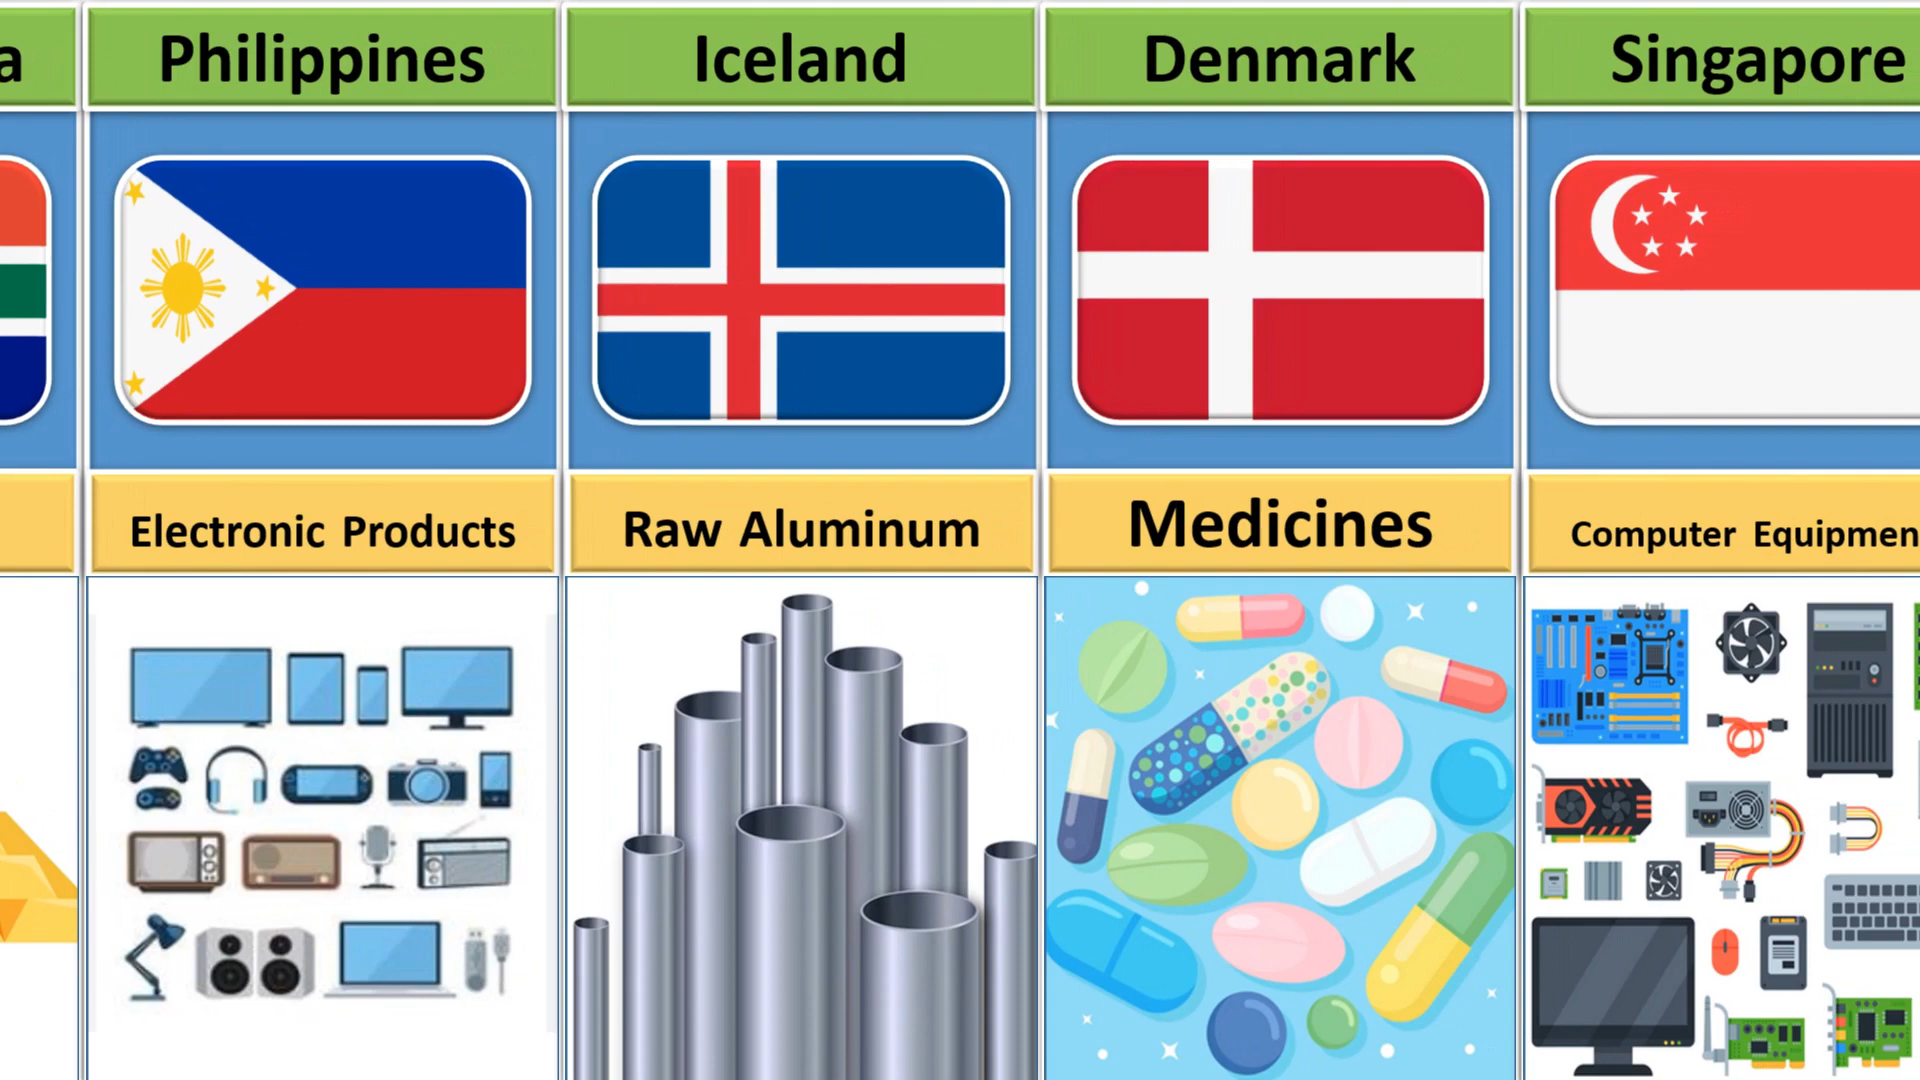 a
Philippines
Iceland
Denmark
Singapore
Electronic Products
Raw Aluminum
Medicines
Computer Equipmen